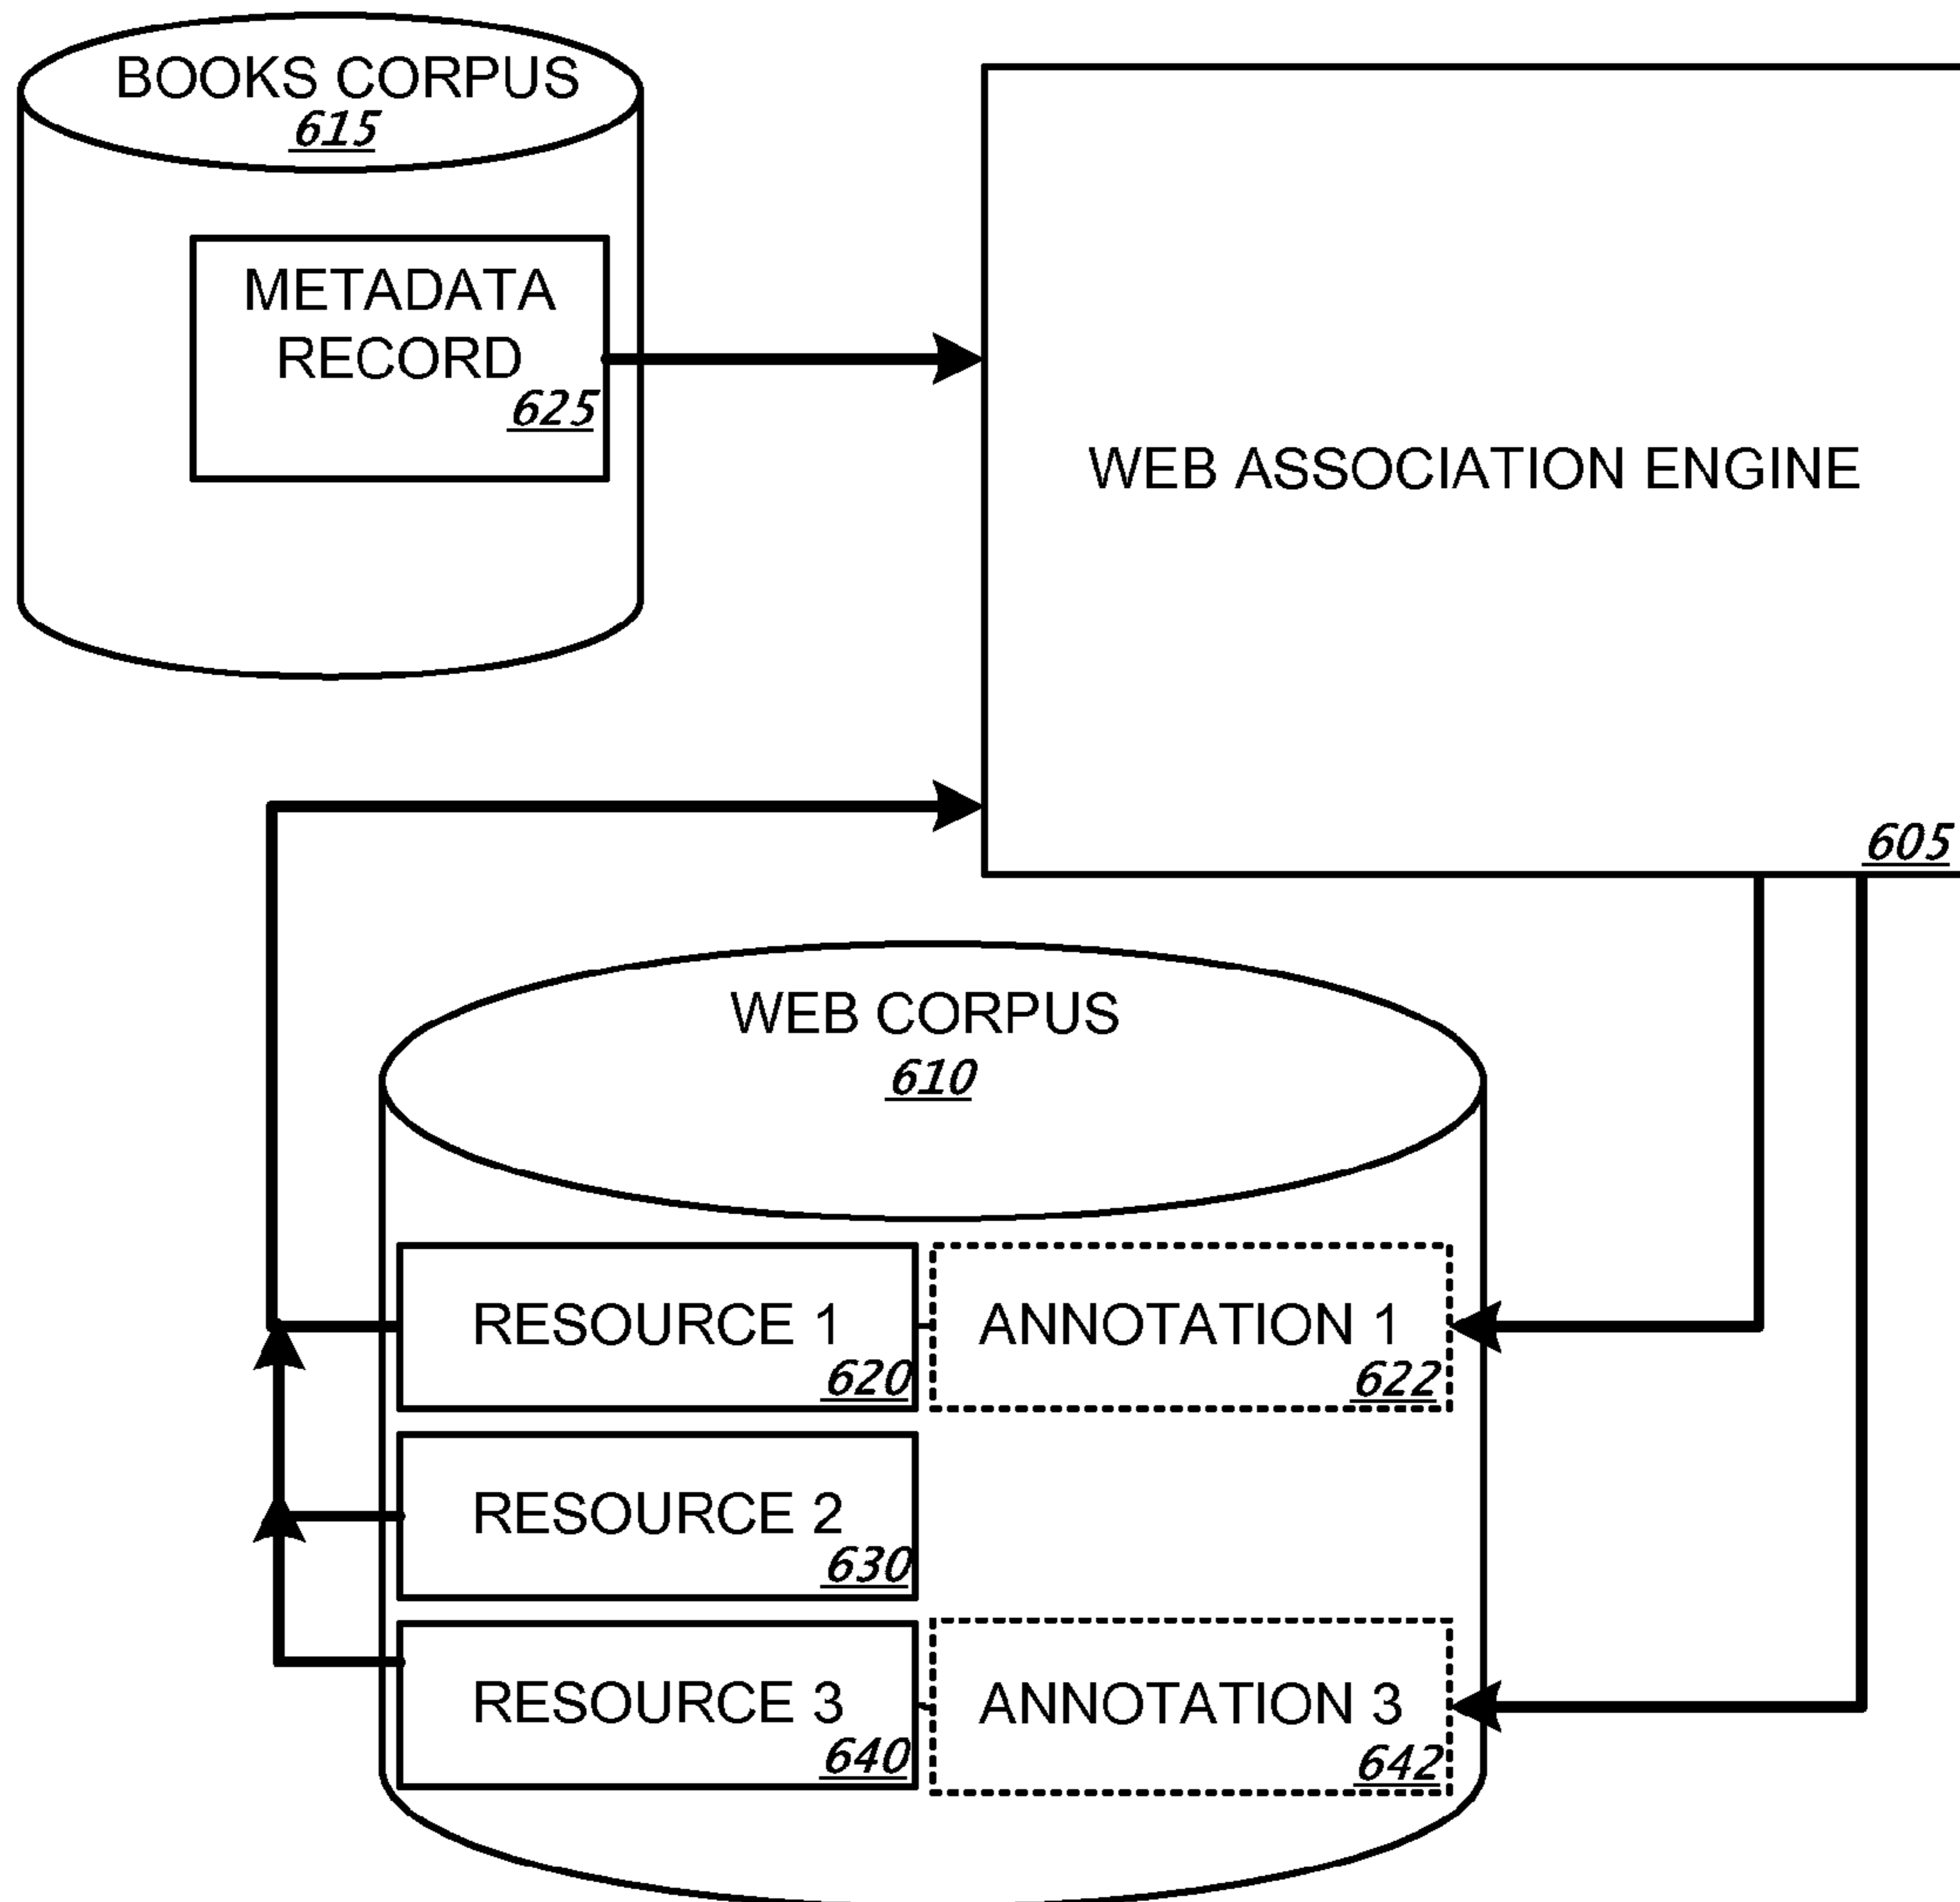 BOOKS CORPUS
615
METADATA
RECORD
625
WEB ASSOCIATION ENGINE
605
WEB CORPUS
610
RESOURCE 1
620
ANNOTATION 1
622
RESOURCE 2
630
RESOURCE 3
640
ANNOTATION 3
642